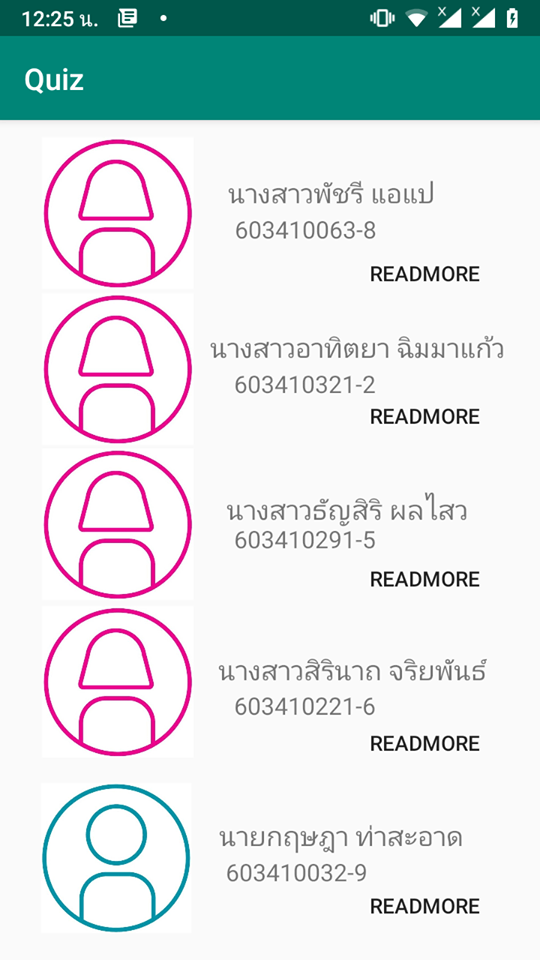 12:25 น.
Quiz
นางสาวพัชรี แอแป
603410063-8
READMORE
นางสาวอาทิตยา ฉิมมาแก้ว
603410321-2
READMORE
นางสาวธัญสิริ ผลไสว
603410291-5
READMORE
นางสาวสิรินาถ จริยพันธ์
603410221-6
READMORE
นายกฤษฎา ท่าสะอาด
603410032-9
READMORE